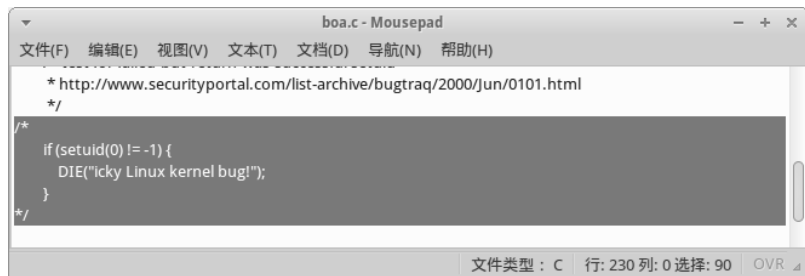 boa.c - Mousepad
文件(F) 编辑(E) 视图(V) 文本(T) 文档(D) 导航(N) 帮助(H)
* http://www.securityportal.com/list-archive/bugtraq/2000/Jun/0101.html
*/
/*
if (setuid(0) != -1) {
DIE("icky Linux kernel bug!");
}
*/
文件类型： C 行: 230 列: 0 选择: 90 OVR